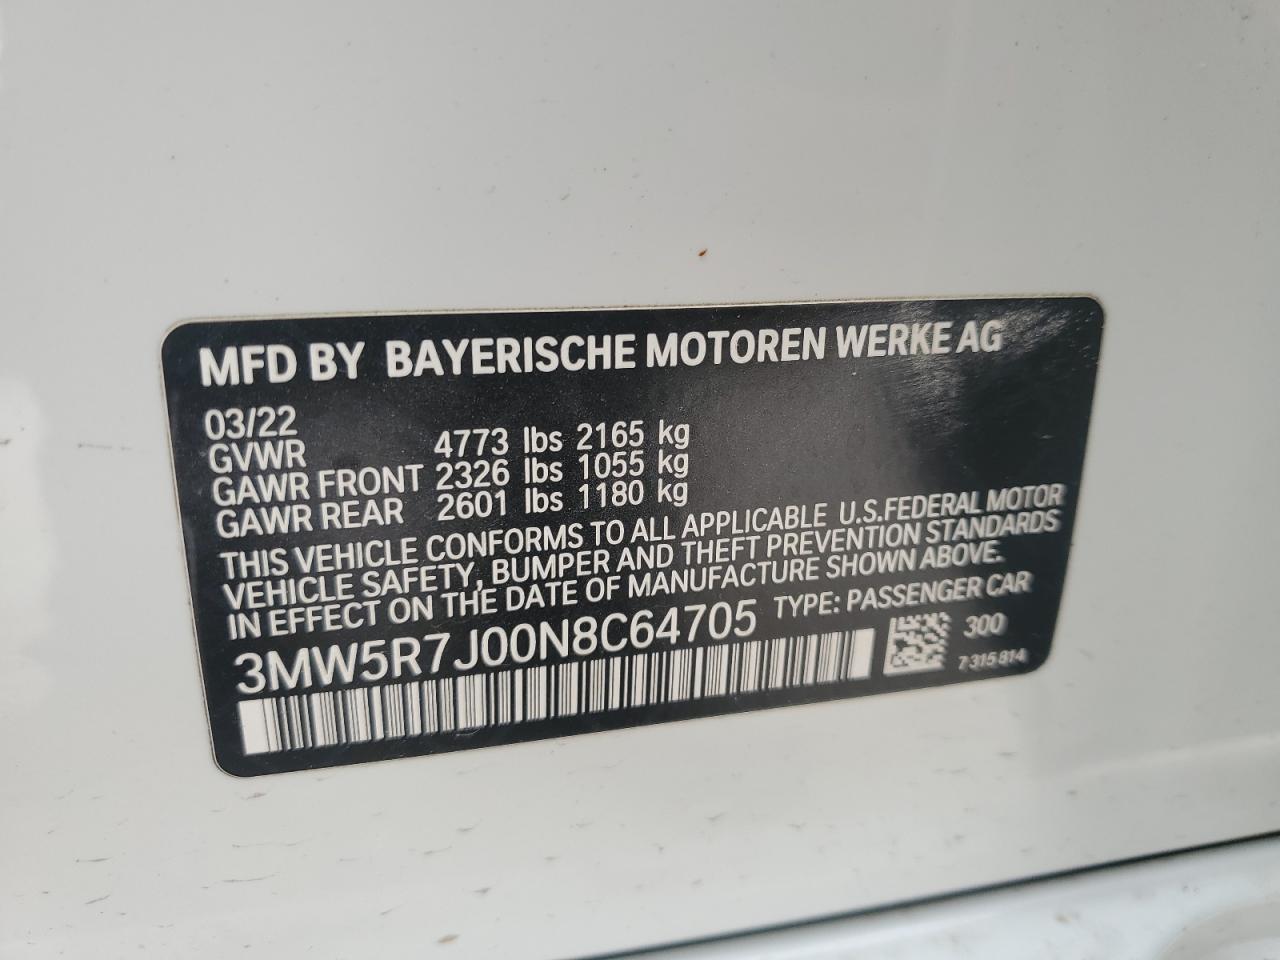 MFD BY BAYERISCHE MOTOREN WERKE AG
03/22
GVWR 4773 lbs 2165 kg
GAWR FRONT 2326 lbs 1055 kg
GAWR REAR 2601 lbs 1180 kg
THIS VEHICLE CONFORMS TO ALL APPLICABLE U.S.FEDERAL MOTOR
VEHICLE SAFETY, BUMPER AND THEFT PREVENTION STANDARDS
IN EFFECT ON THE DATE OF MANUFACTURE SHOWN ABOVE.
3MW5R7J00N8C64705 TYPE: PASSENGER CAR
300
7 315 814